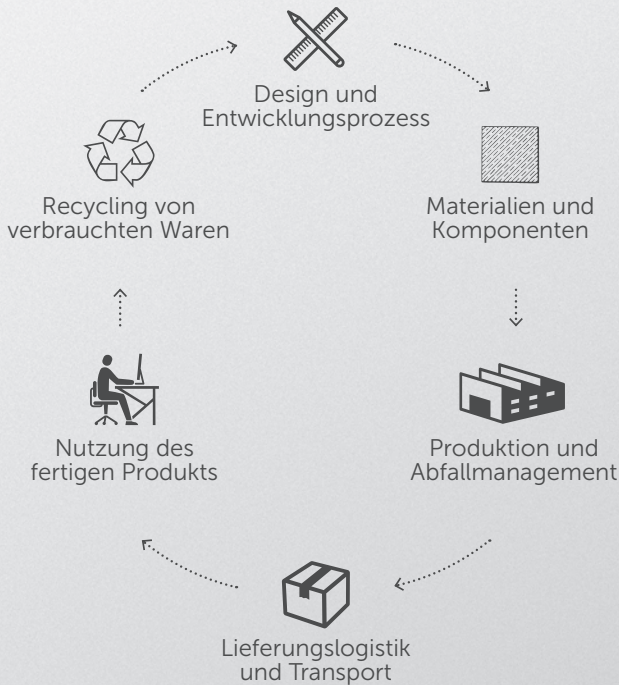 Design und
Entwicklungsprozess
Materialien und
Komponenten
Produktion und
Abfallmanagement
Lieferungslogistik
und Transport
Nutzung des
fertigen Produkts
Recycling von
verbrauchten Waren